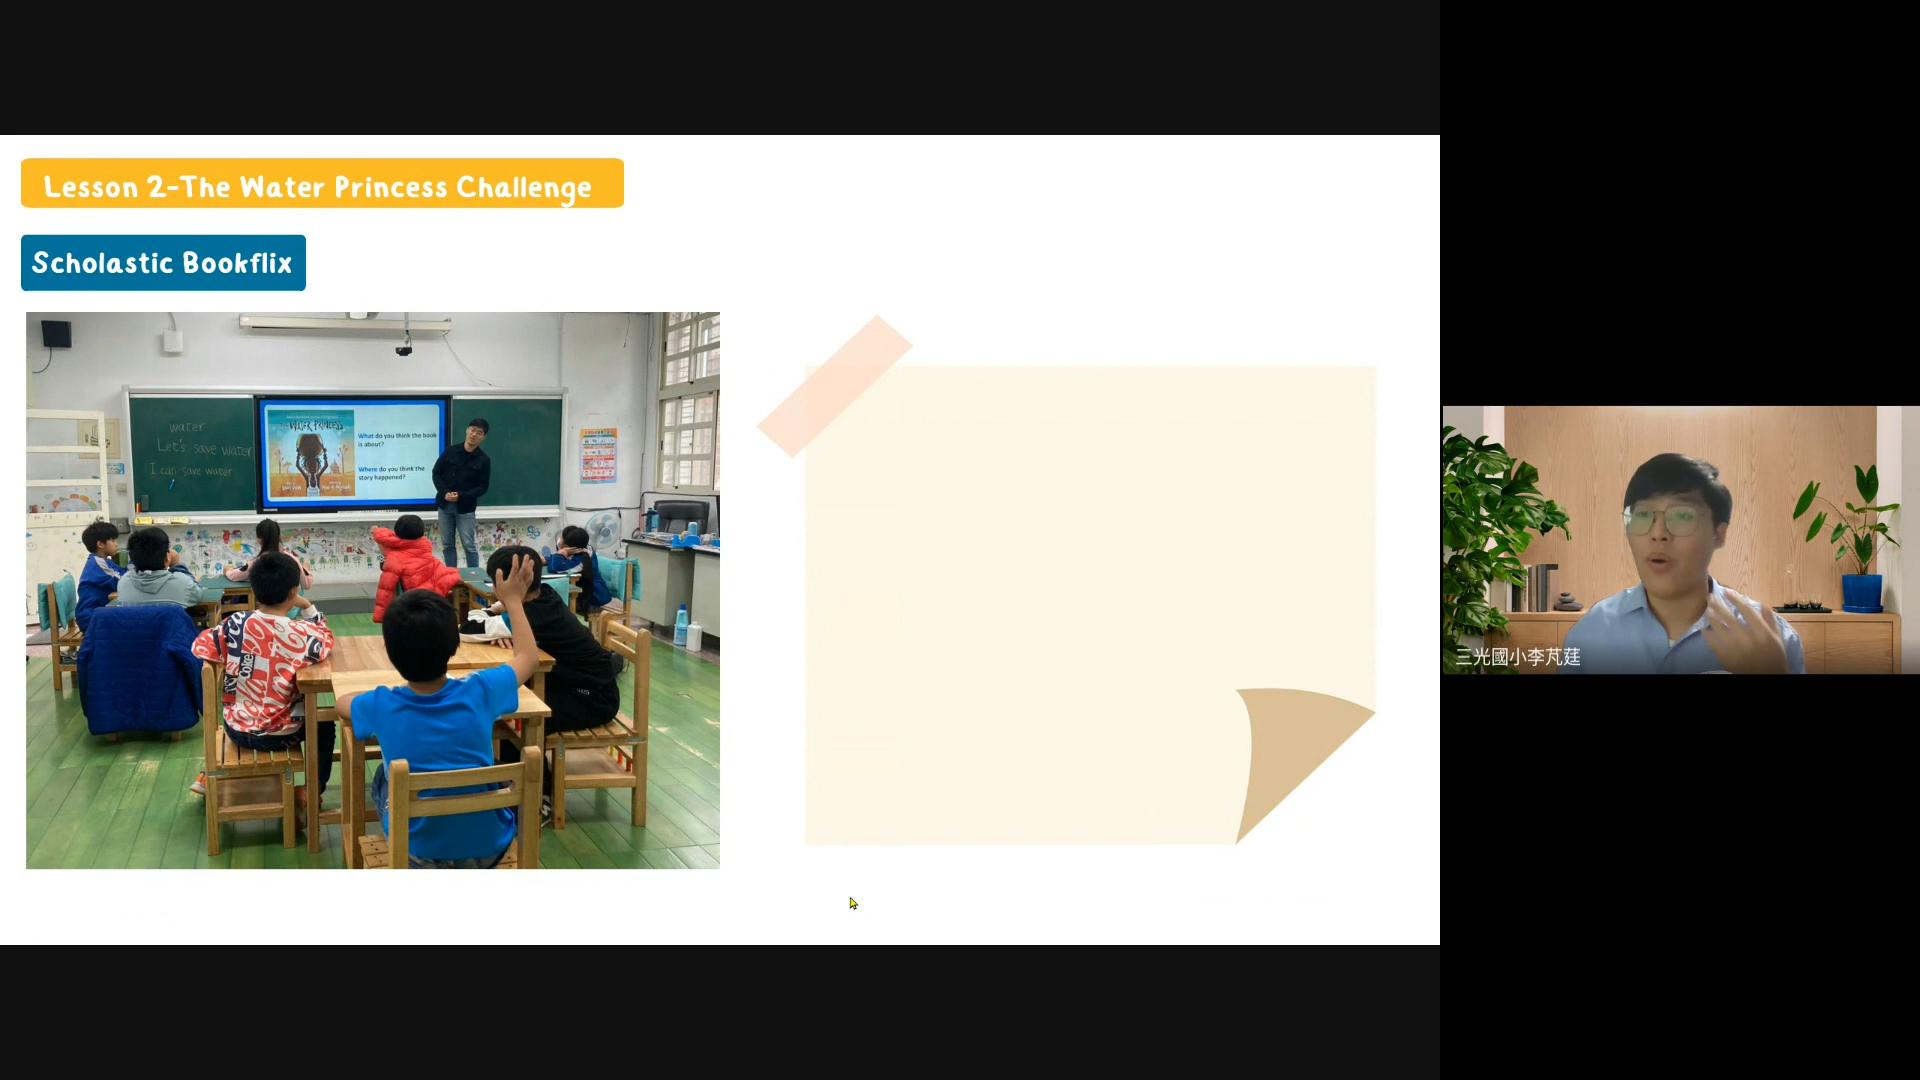 Lesson 2-The Water Princess Challenge
Scholastic Bookflix
water
Let's save water
I can save water
THE WATER PRINCESS
What do you think the book
is about?
Where do you think the
story happened?
三光國小李芃莛